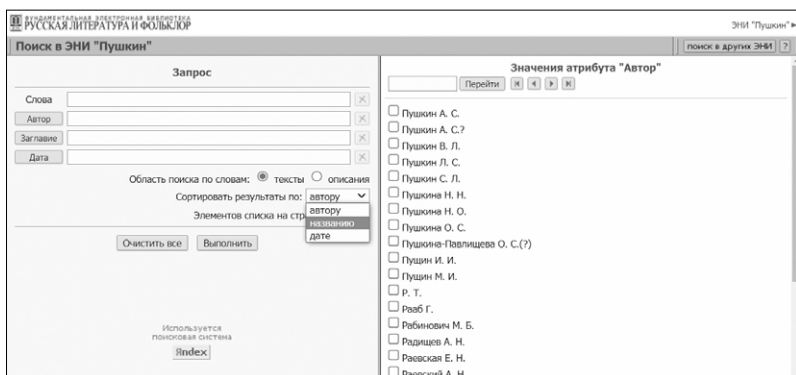 ФУНДАМЕНТАЛЬНАЯ ЭЛЕКТРОННАЯ БИБЛИОТЕКА
РУССКАЯ ЛИТЕРАТУРА И ФОЛЬКЛОР
ЭНИ "Пушкин"
Поиск в ЭНИ "Пушкин"
поиск в других ЭНИ ?
Запрос
Слова
Автор
Заглавие
Дата
Область поиска по словам: тексты описания
Сортировать результаты по: автору
автору
названию
дате
Элементов списка на стр
Очистить все Выполнить
Используется
поисковая система
Яndex
Значения атрибута "Автор"
Перейти
Пушкин А. С.
Пушкин А. С.?
Пушкин В. Л.
Пушкин Л. С.
Пушкин С. Л.
Пушкина Н. Н.
Пушкина Н. О.
Пушкина О. С.
Пушкина-Павлищева О. С.(?)
Пущин И. И.
Пущин М. И.
Р. Т.
Рааб Г.
Рабинович М. Б.
Радищев А. Н.
Раевская Е. Н.
Раевский А. Н.